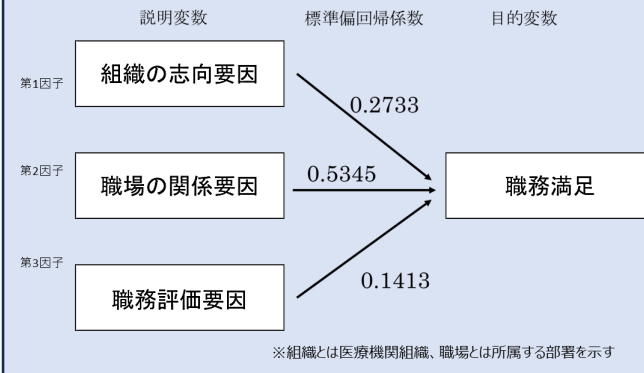 説明変数 標準偏回帰係数 目的変数
第1因子 組織の志向要因
0.2733
第2因子 職場の関係要因 0.5345 職務満足
第3因子 職務評価要因
0.1413
※組織とは医療機関組織、職場とは所属する部署を示す